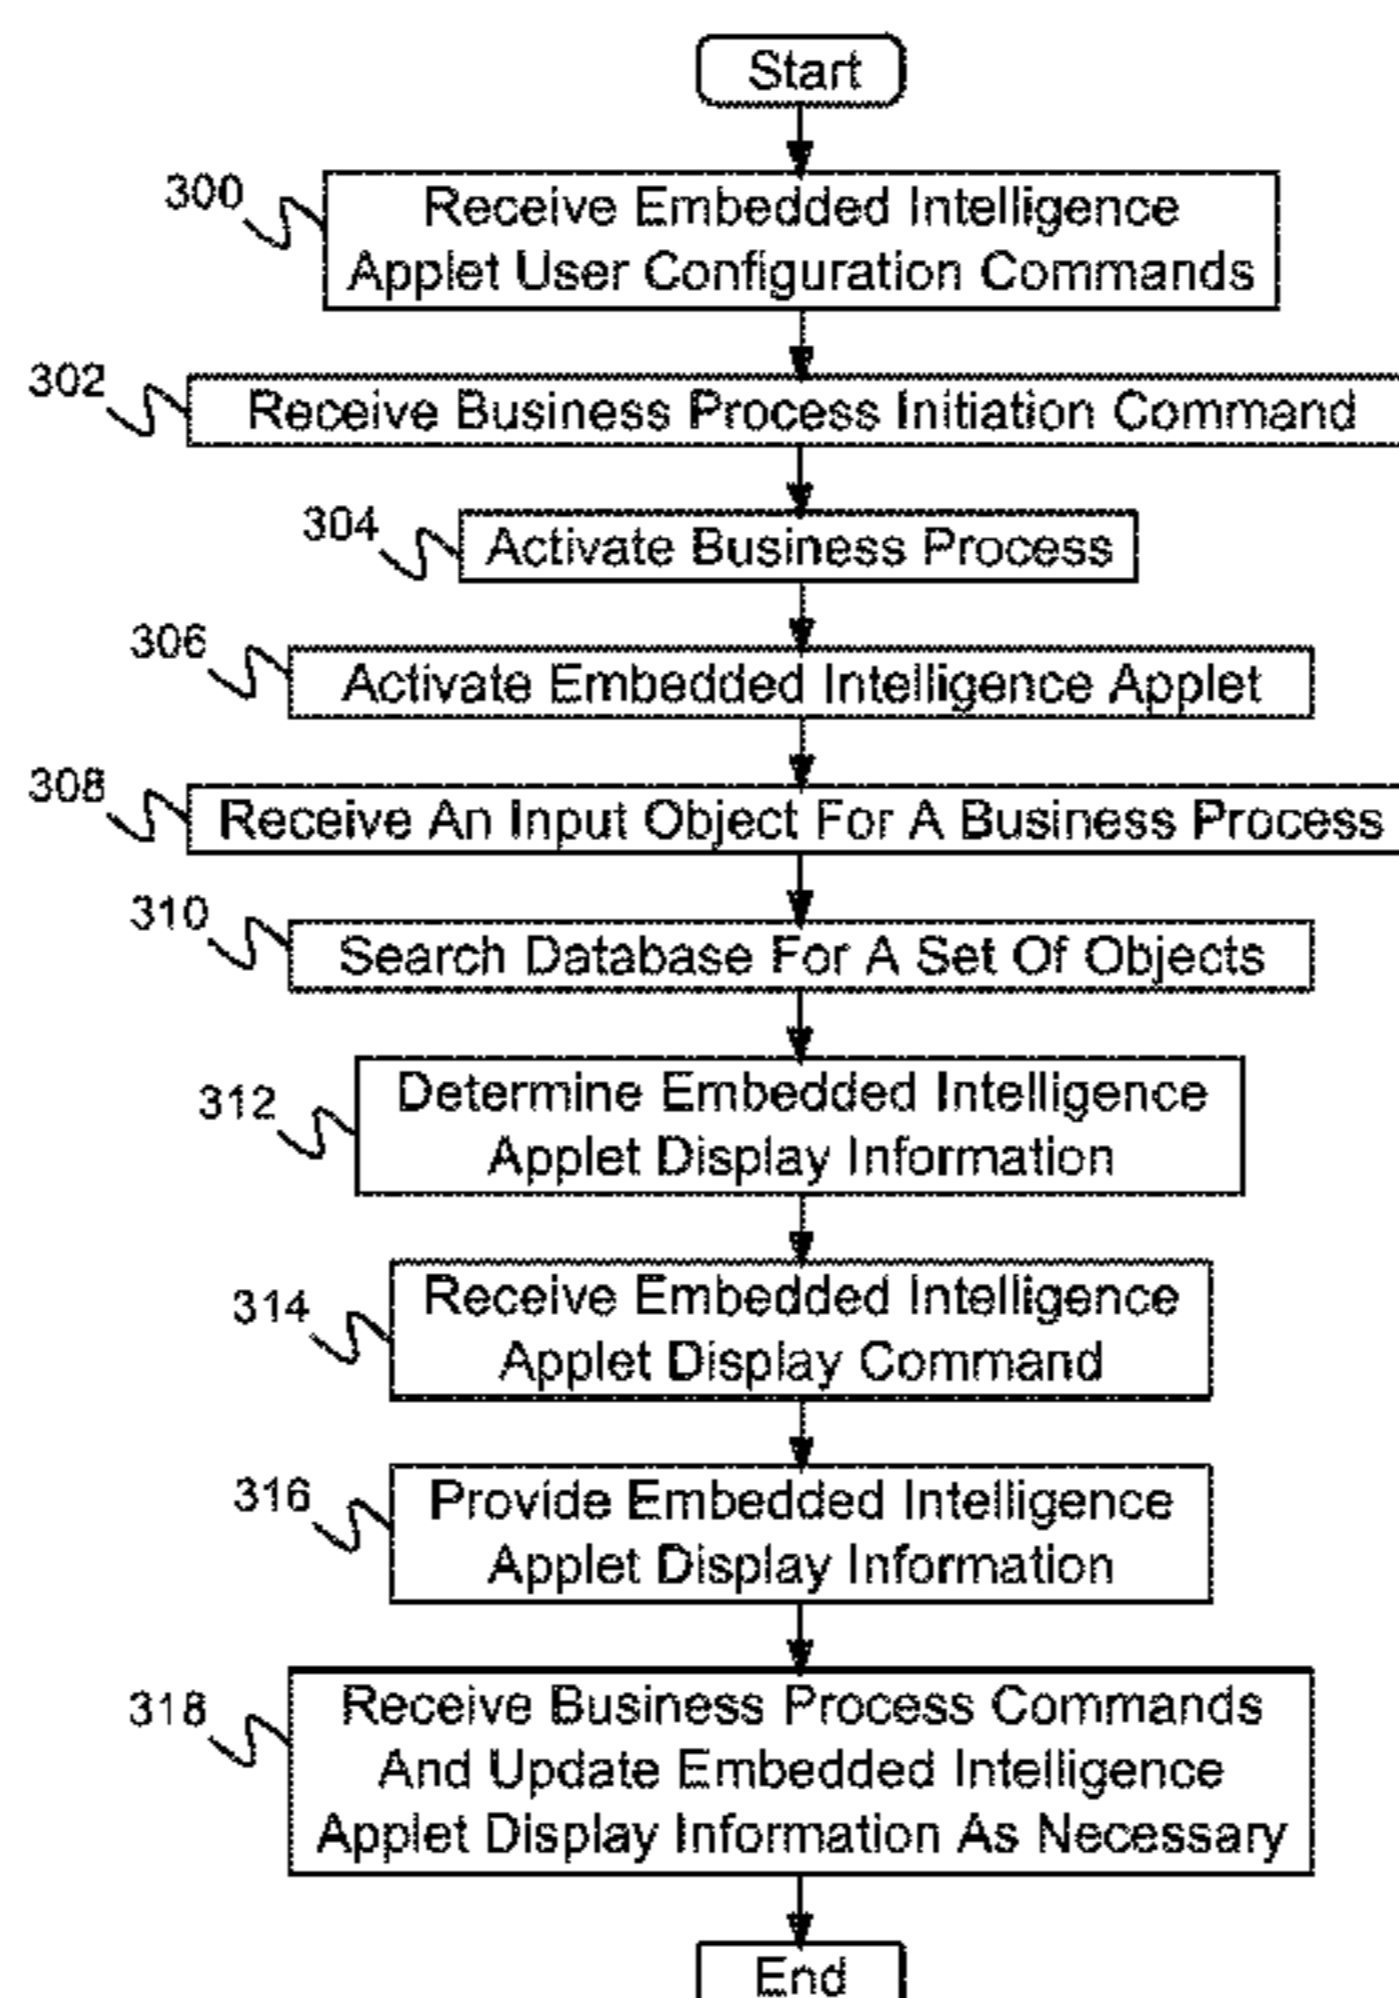 Start
300
Receive Embedded Intelligence
Applet User Configuration Commands
302
Receive Business Process Initiation Command
304
Activate Business Process
306
Activate Embedded Intelligence Applet
308
Receive An Input Object For A Business Process
310
Search Database For A Set Of Objects
312
Determine Embedded Intelligence
Applet Display Information
314
Receive Embedded Intelligence
Applet Display Command
316
Provide Embedded Intelligence
Applet Display Information
318
Receive Business Process Commands
And Update Embedded Intelligence
Applet Display Information As Necessary
End